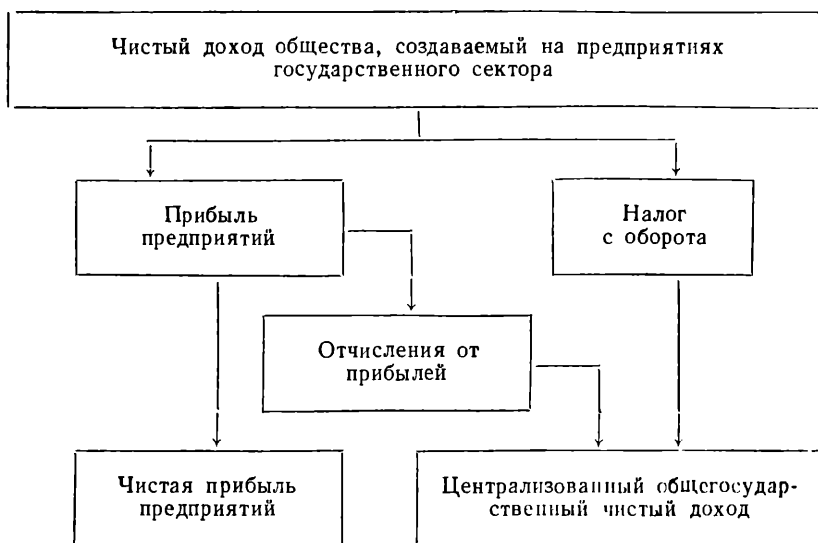 Чистый доход общества, создаваемый на предприятиях
государственного сектора
Прибыль
предприятий
Налог
с оборота
Отчисления от
прибылей
Чистая прибыль
предприятий
Централизованный общегосудар-
ственный чистый доход